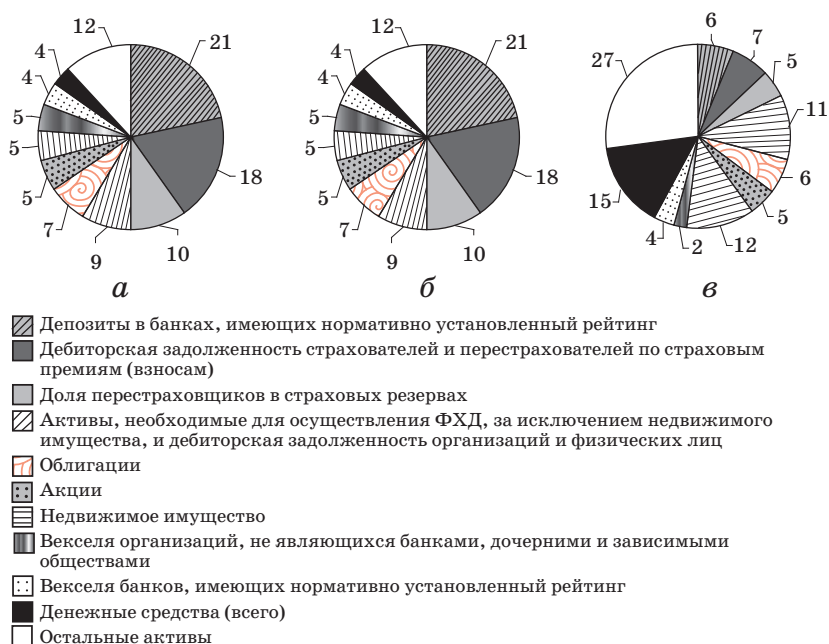 12
21
4
4
5
5
5
7
9
10
18
а
12
21
4
4
5
5
5
7
9
10
18
б
6
7
5
27
11
6
5
15
4
2
12
в
Депозиты в банках, имеющих нормативно установленный рейтинг
Дебиторская задолженность страхователей и перестрахователей по страховым
премиям (взносам)
Доля перестраховщиков в страховых резервах
Активы, необходимые для осуществления ФХД, за исключением недвижимого
имущества, и дебиторская задолженность организаций и физических лиц
Облигации
Акции
Недвижимое имущество
Векселя организаций, не являющихся банками, дочерними и зависимыми
обществами
Векселя банков, имеющих нормативно установленный рейтинг
Денежные средства (всего)
Остальные активы